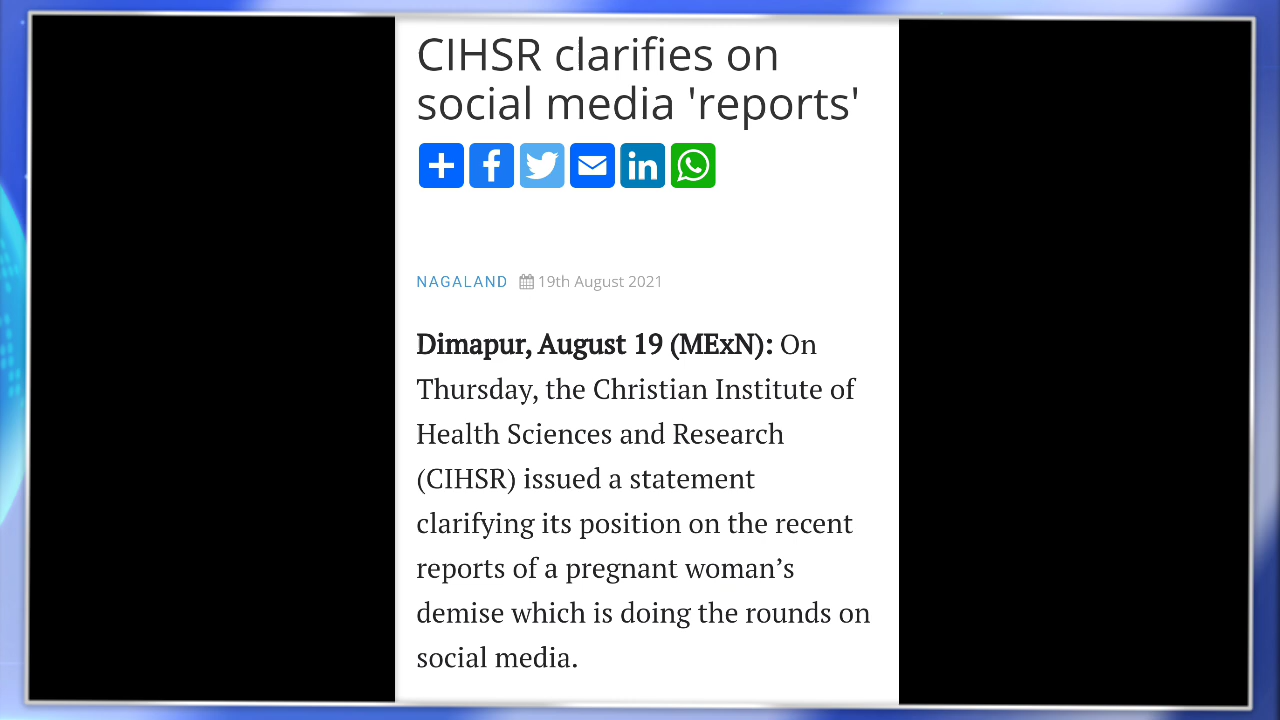 CIHSR clarifies on
social media 'reports'
NAGALAND 19th August 2021
Dimapur, August 19 (MExN): On
Thursday, the Christian Institute of
Health Sciences and Research
(CIHSR) issued a statement
clarifying its position on the recent
reports of a pregnant woman’s
demise which is doing the rounds on
social media.